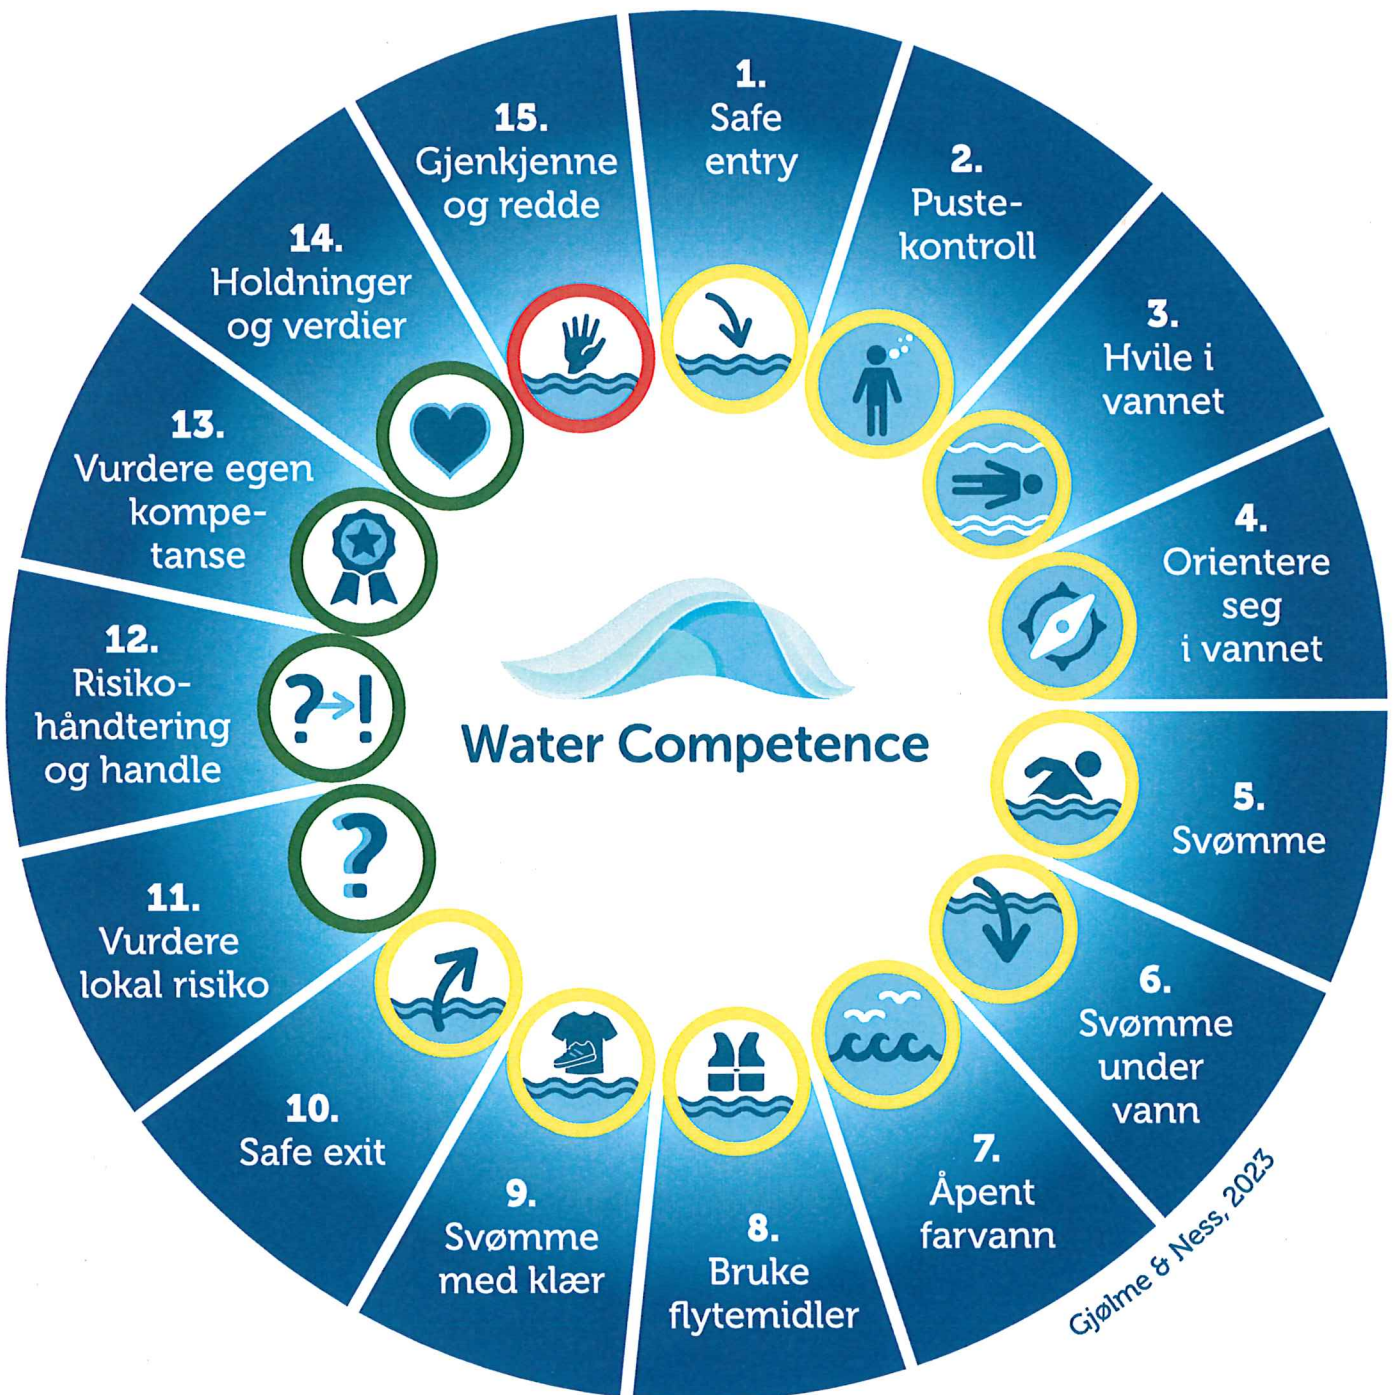 1.
Safe
entry
2.
Puste-
kontroll
3.
Hvile i
vannet
4.
Orientere
seg
i vannet
5.
Svømme
6.
Svømme
under
vann
7.
Åpent
farvann
8.
Bruke
flytemidler
9.
Svømme
med klær
10.
Safe exit
11.
Vurdere
lokal risiko
12.
Risiko-
håndtering
og handle
13.
Vurdere egen
kompe-
tanse
14.
Holdninger
og verdier
15.
Gjenkjenne
og redde
?→!
?
Water Competence
Gjølme & Ness, 2023